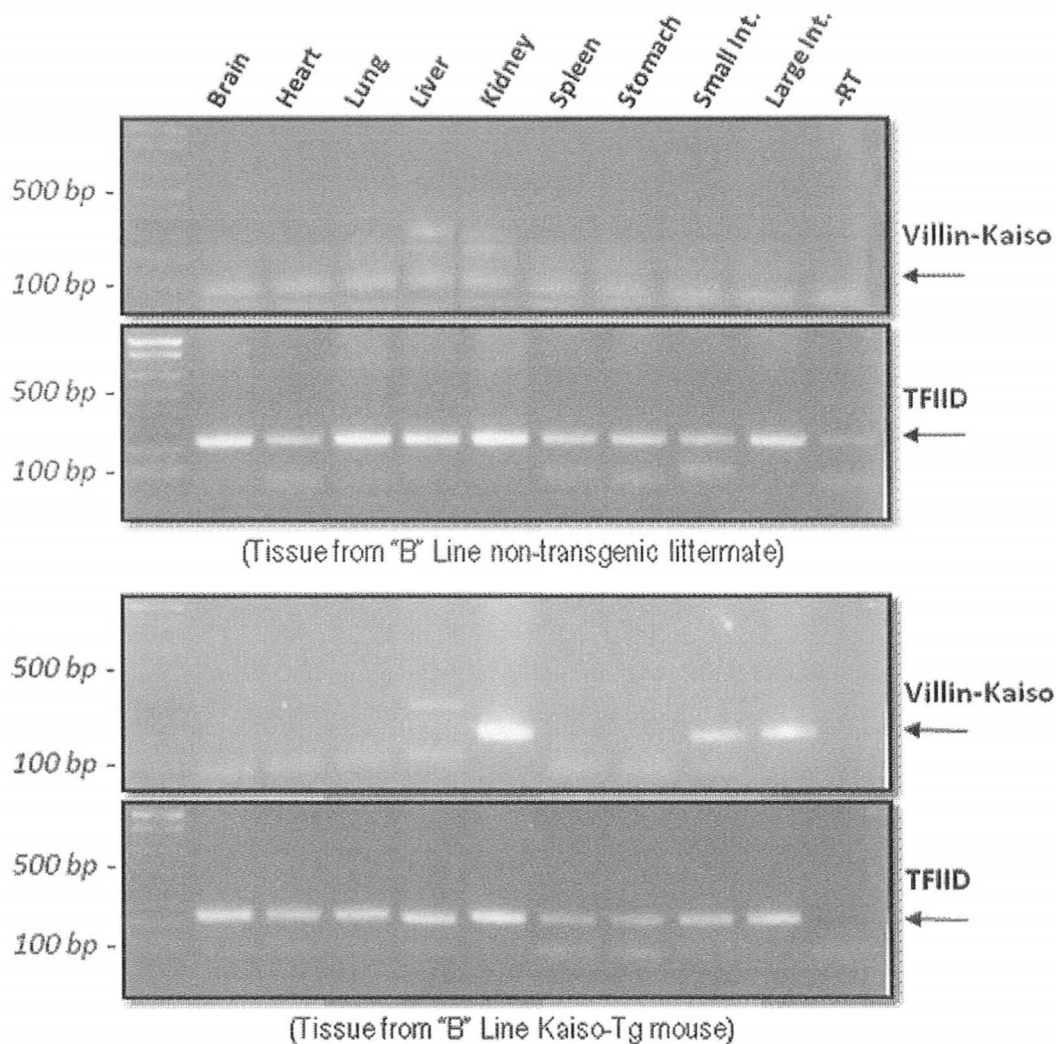 Brain Heart Lung Liver Kidney Spleen Stomach Small Int. Large Int. -RT
500 bp -
Villin-Kaiso
100 bp -
500 bp -
TFIID
100 bp -
(Tissue from "B" Line non-transgenic littermate)
500 bp -
Villin-Kaiso
100 bp -
500 bp -
TFIID
100 bp -
(Tissue from "B" Line Kaiso-Tg mouse)